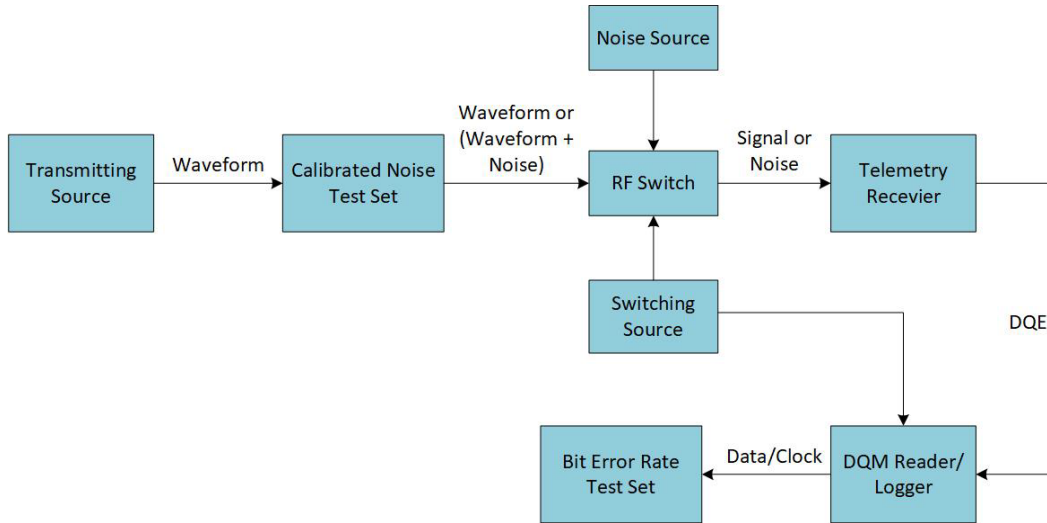 Noise Source
Waveform or
(Waveform +
Noise)
Signal or
Noise
Transmitting
Source
Waveform
Calibrated Noise
Test Set
RF Switch
Telemetry
Recevier
Switching
Source
DQE
Bit Error Rate
Test Set
Data/Clock
DQM Reader/
Logger